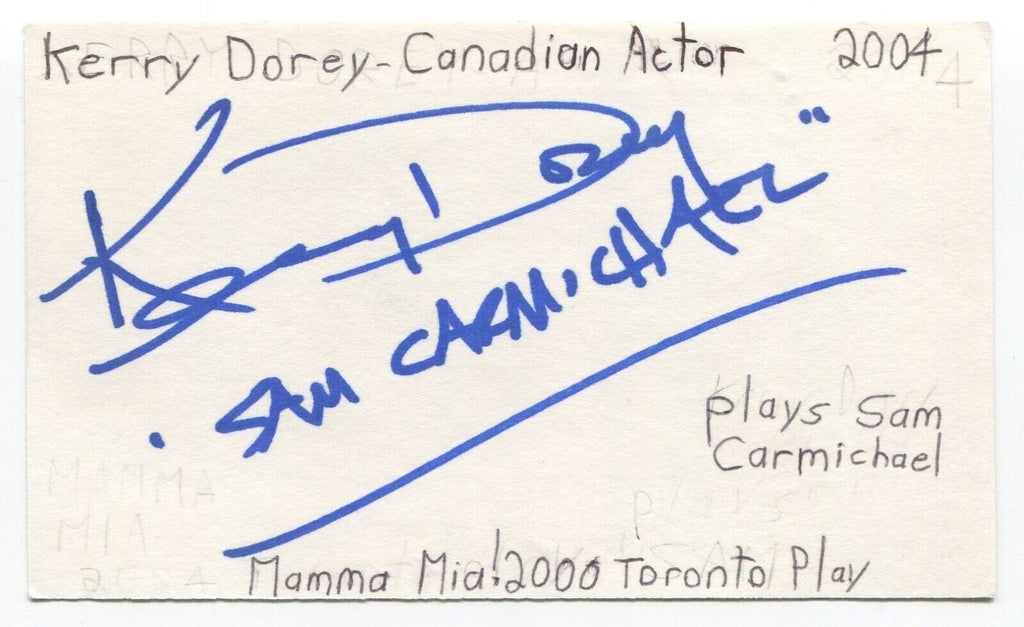 Kerry Dorey - Canadian Actor 2004
Kerry Dorey
"SAM CARMICHAEL"
plays Sam
Carmichael
Mamma Mia! 2000 Toronto Play